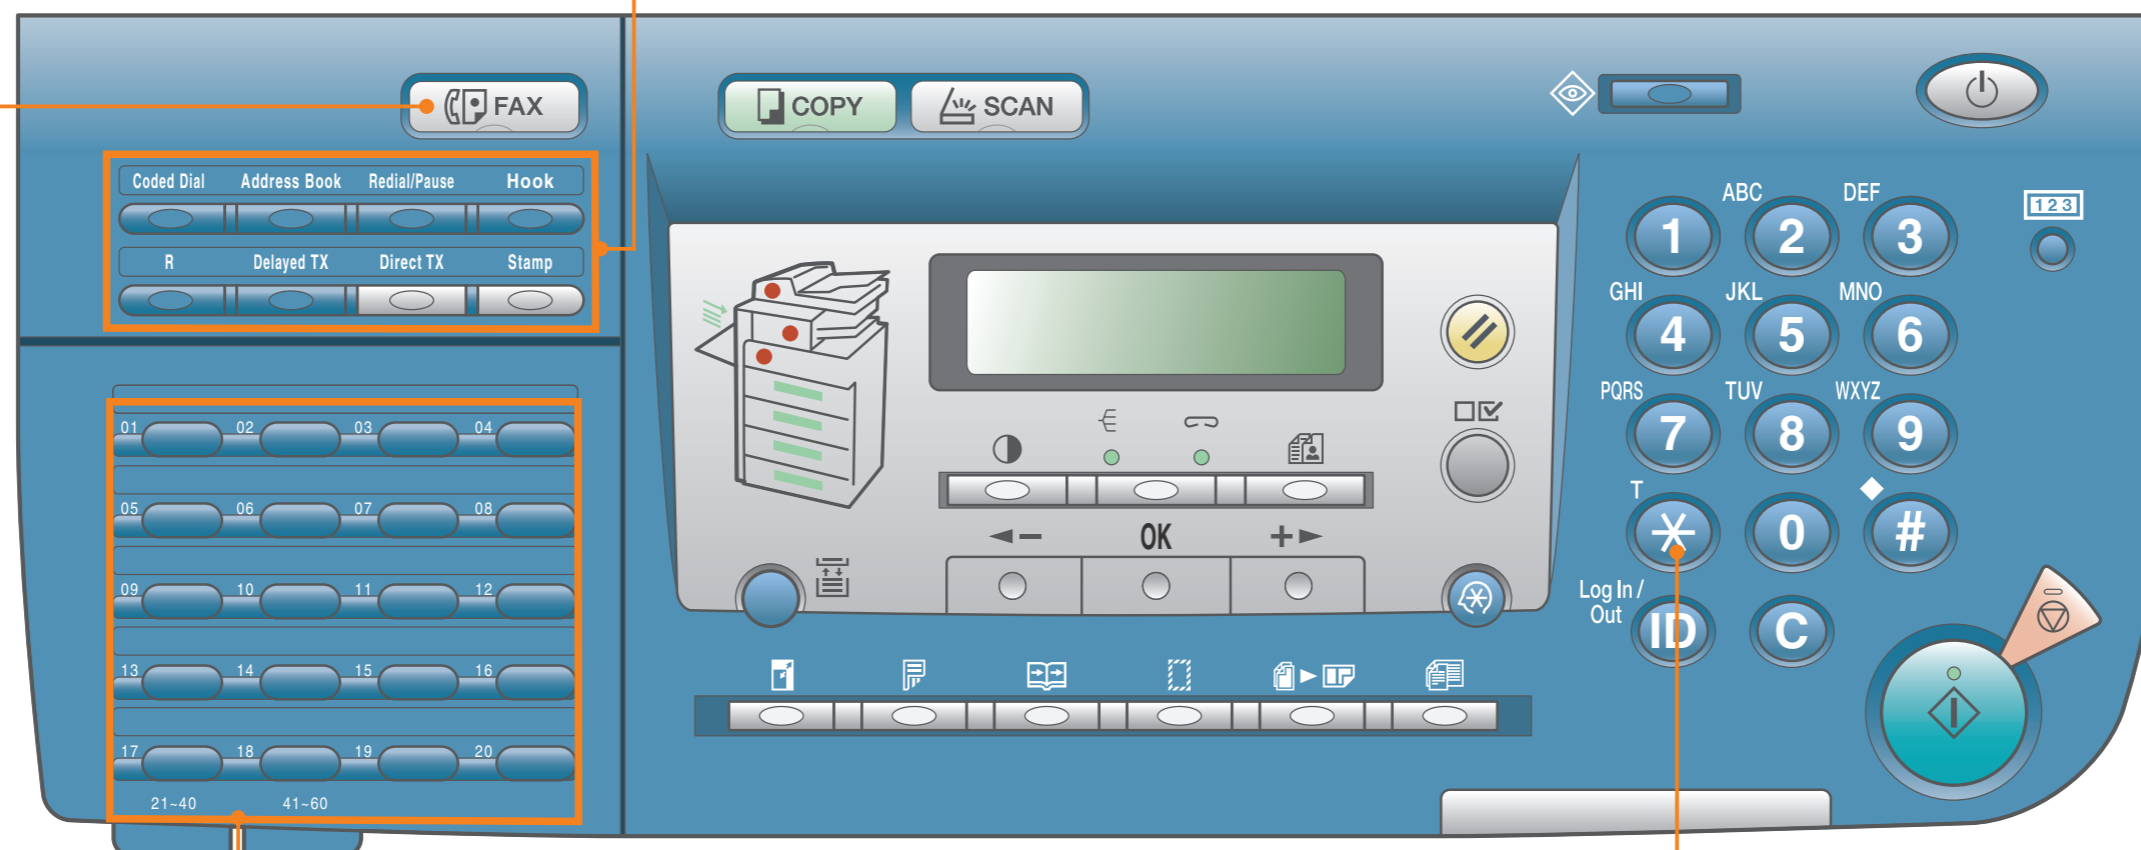 FAX
COPY
SCAN
Coded Dial Address Book Redial/Pause Hook
R Delayed TX Direct TX Stamp
01 02 03 04
05 06 07 08
09 10 11 12
13 14 15 16
17 18 19 20
21~40 41~60
- OK +
ABC DEF
1 2 3
123
GHI JKL MNO
4 5 6
PQRS TUV WXYZ
7 8 9
T
* 0 #
Log In /
Out
ID C